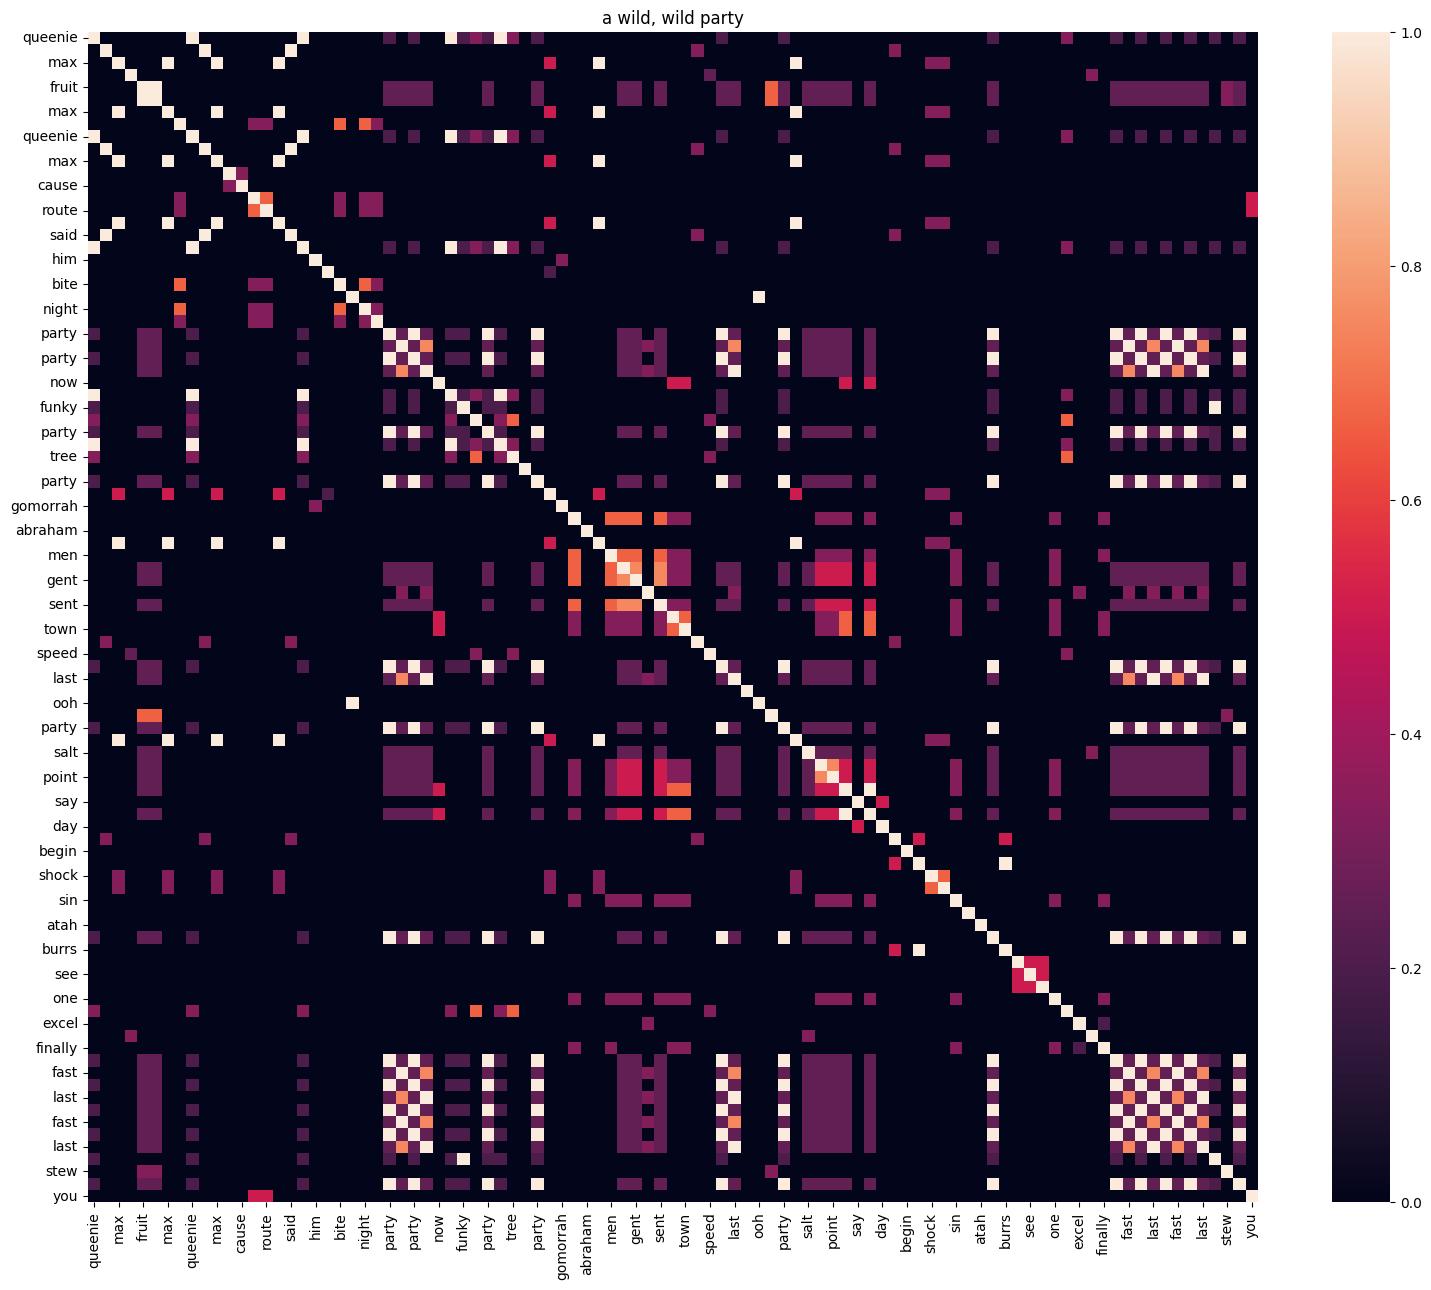 a wild, wild party
queenie
max
fruit
max
queenie
max
cause
route
said
him
bite
night
party
party
now
funky
party
tree
party
gomorrah
abraham
men
gent
sent
town
speed
last
ooh
party
salt
point
say
day
begin
shock
sin
atah
burrs
see
one
excel
finally
fast
last
fast
last
stew
you
1.0
0.8
0.6
0.4
0.2
0.0
queenie
max
fruit
max
queenie
max
cause
route
said
him
bite
night
party
party
now
funky
party
tree
party
gomorrah
abraham
men
gent
sent
town
speed
last
ooh
party
salt
point
say
day
begin
shock
sin
atah
burrs
see
one
excel
finally
fast
last
fast
last
stew
you